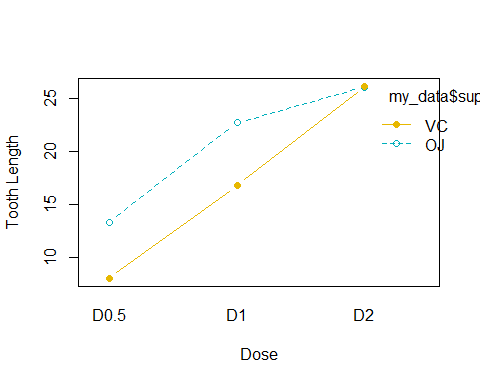 Tooth Length
25
20
15
10
my_data$sup
VC
OJ
D0.5 D1 D2
Dose